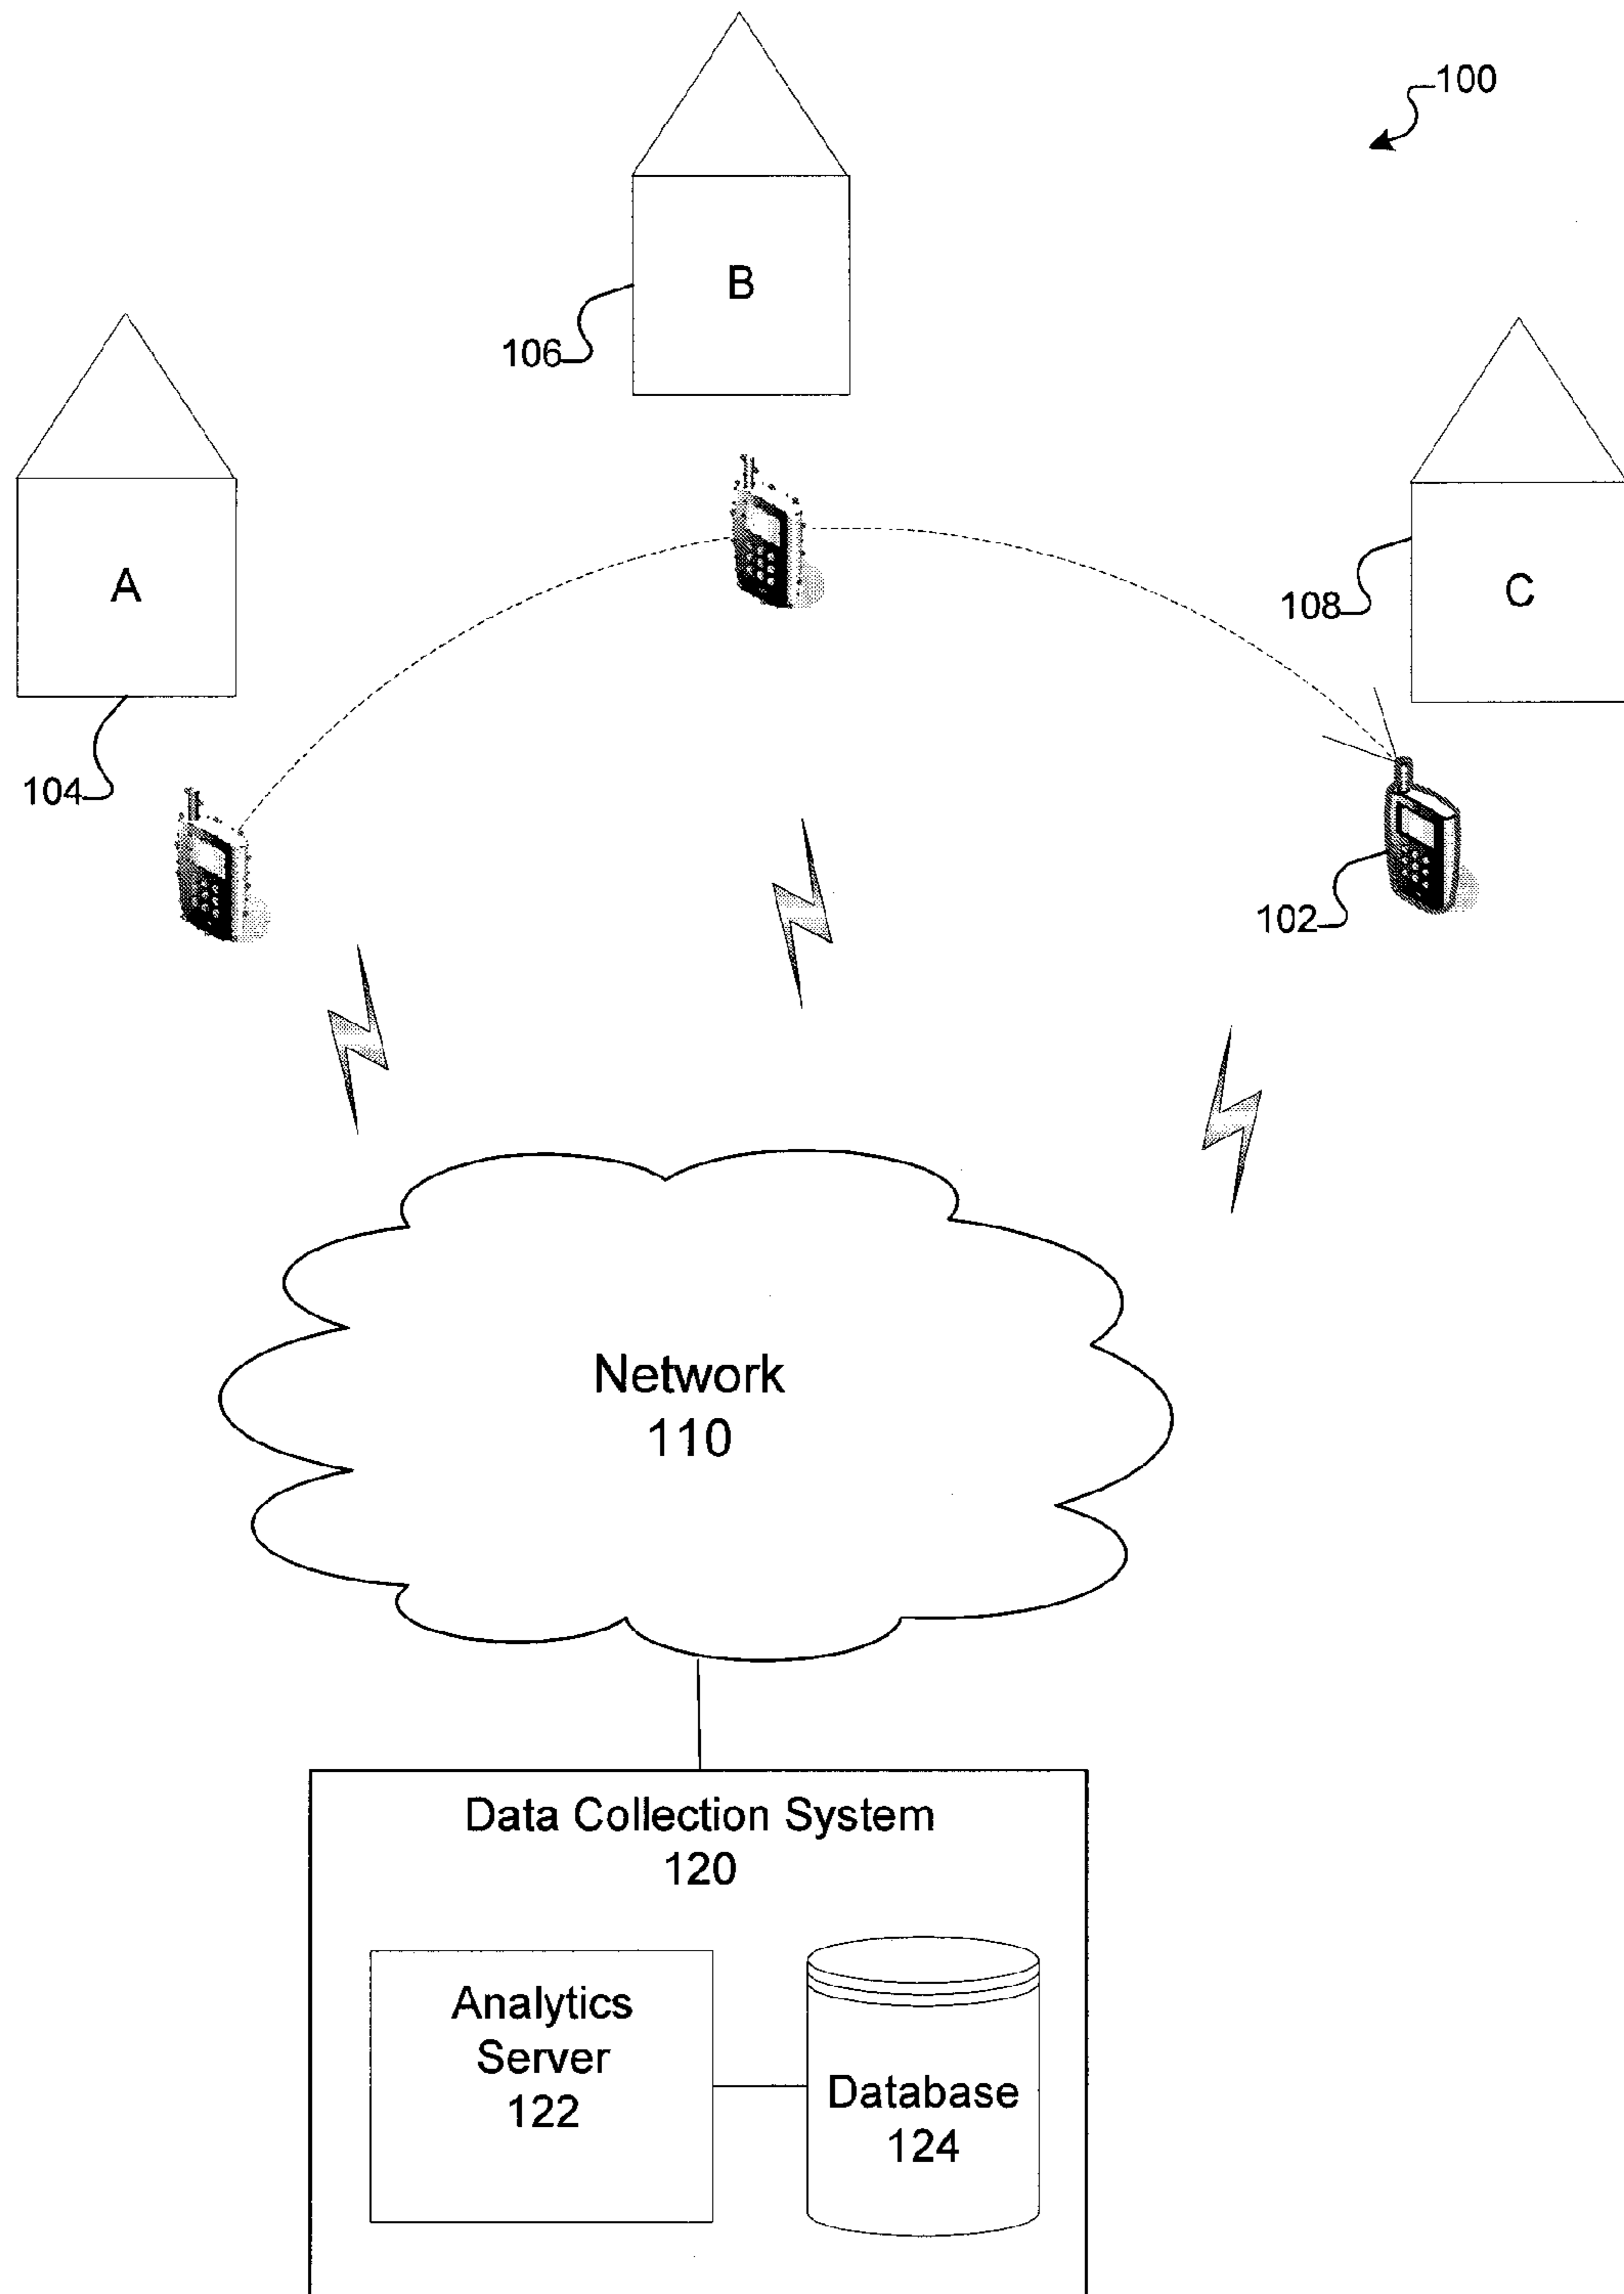 100
B
106
A
108
C
104
102
Network
110
Data Collection System
120
Analytics
Server
122
Database
124